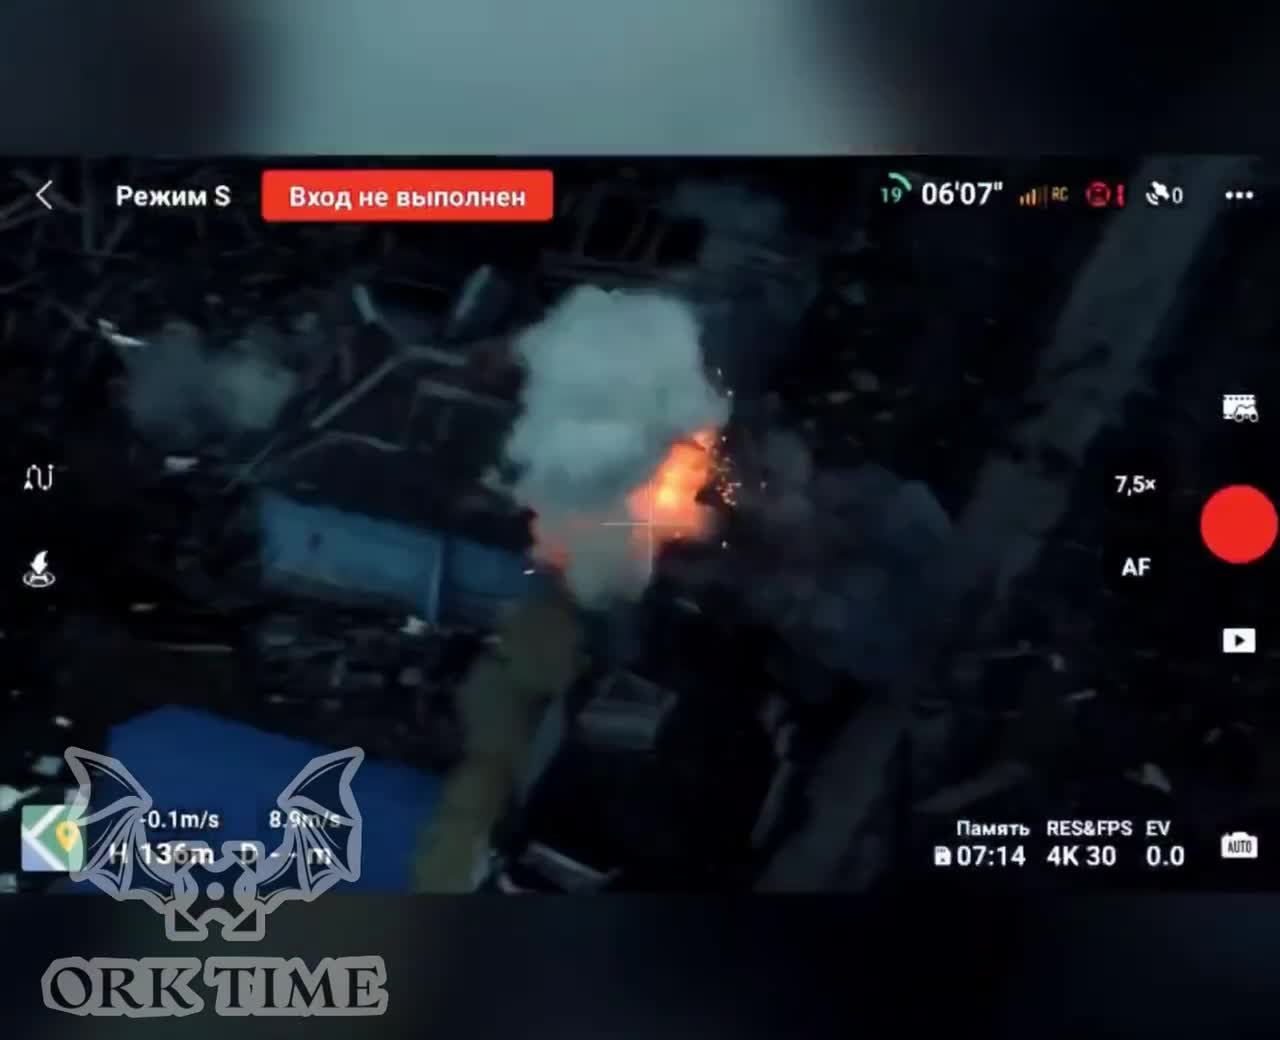 Режим S
Вход не выполнен
19
06'07"
RC
0
7,5×
AF
-0.1m/s 8.9m/s
H 136m D - - m
Память RES&FPS EV
07:14 4K 30 0.0
AUTO
ORK TIME